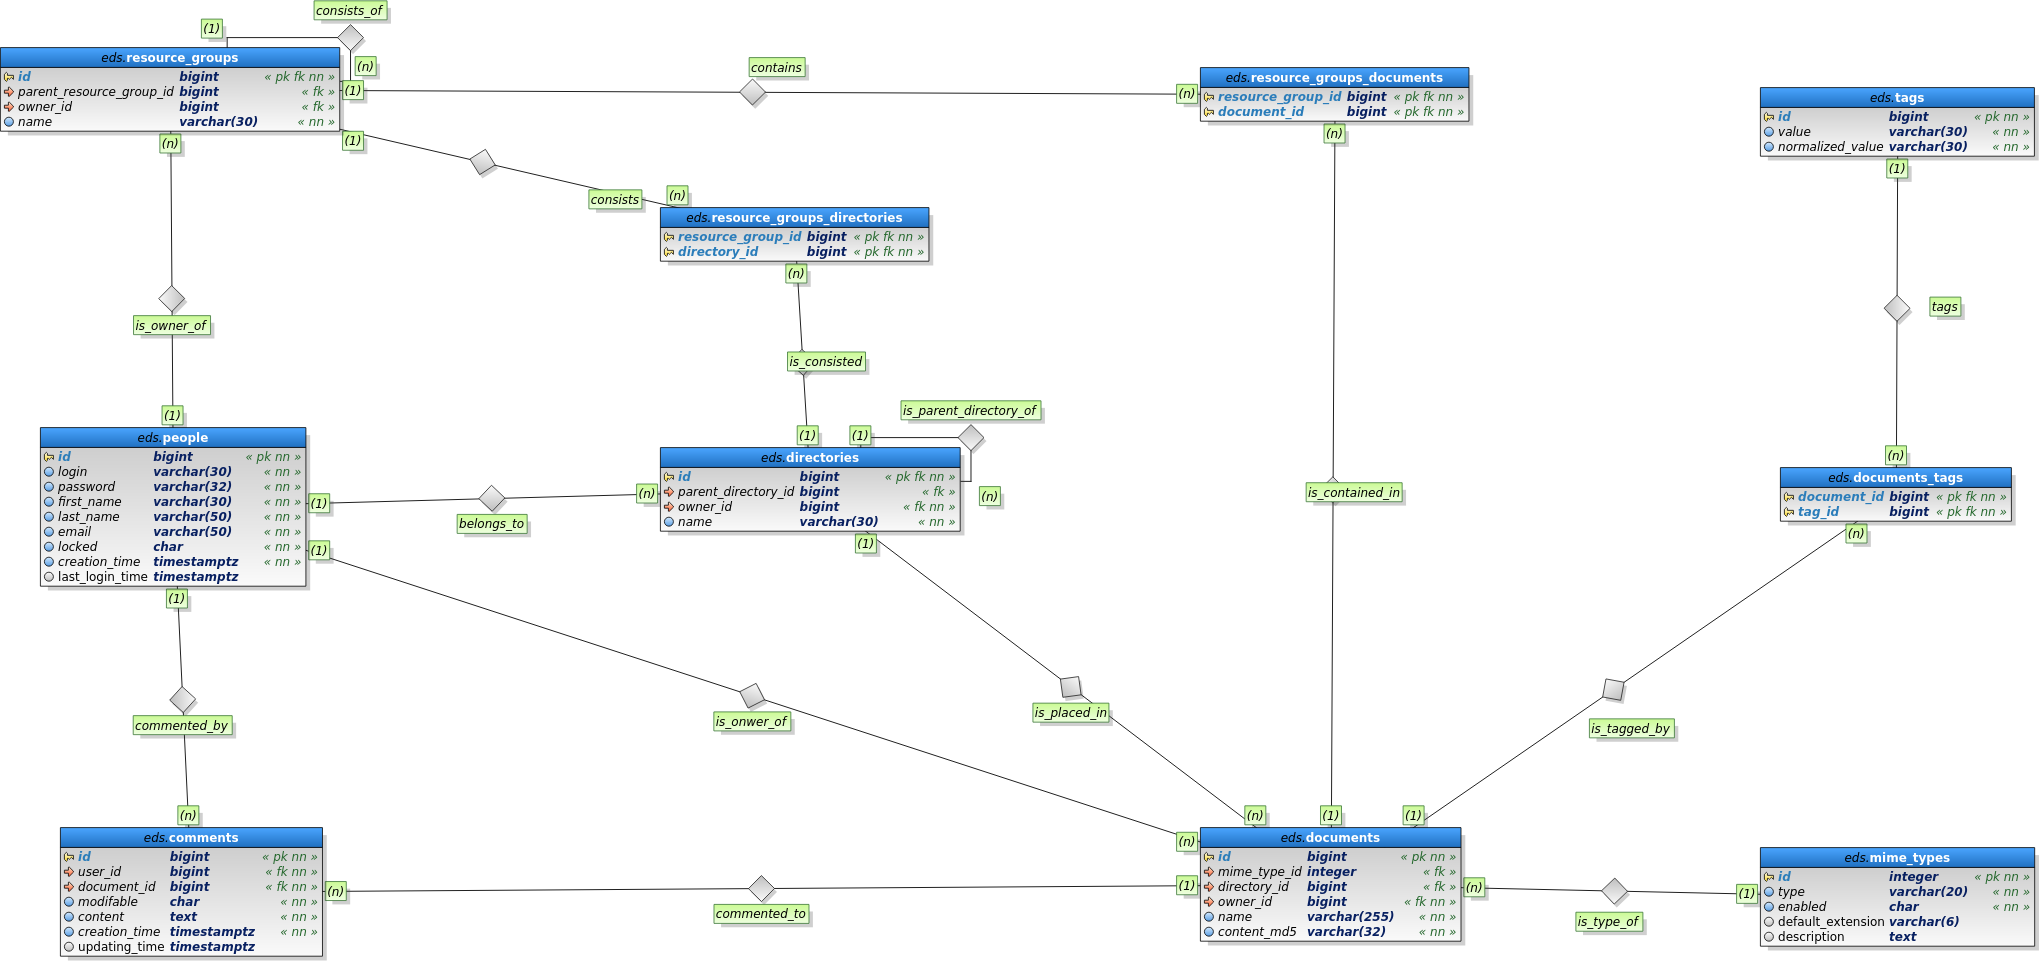 consists_of
(1)
(n)
eds.resource_groups
id bigint « pk fk nn »
parent_resource_group_id bigint « fk »
owner_id bigint « fk »
name varchar(30) « nn »
(1)
contains
(n)
eds.resource_groups_documents
resource_group_id bigint « pk fk nn »
document_id bigint « pk fk nn »
(n)
eds.tags
id bigint « pk nn »
value varchar(30) « nn »
normalized_value varchar(30) « nn »
(1)
(n)
(1)
consists
(n)
eds.resource_groups_directories
resource_group_id bigint « pk fk nn »
directory_id bigint « pk fk nn »
(n)
is_owner_of
(1)
tags
is_consisted
(1)
(1)
is_parent_directory_of
(n)
eds.people
id bigint « pk nn »
login varchar(30) « nn »
password varchar(32) « nn »
first_name varchar(30) « nn »
last_name varchar(50) « nn »
email varchar(50) « nn »
locked char « nn »
creation_time timestamptz « nn »
last_login_time timestamptz
(1)
belongs_to
(n)
eds.directories
id bigint « pk fk nn »
parent_directory_id bigint « fk »
owner_id bigint « fk nn »
name varchar(30) « nn »
(1)
is_contained_in
(n)
eds.documents_tags
document_id bigint « pk fk nn »
tag_id bigint « pk fk nn »
(n)
(1)
(1)
commented_by
is_onwer_of
is_placed_in
is_tagged_by
(n)
(n)
(1)
(1)
(n)
eds.comments
id bigint « pk nn »
user_id bigint « fk nn »
document_id bigint « fk nn »
modifable char « nn »
content text « nn »
creation_time timestamptz « nn »
updating_time timestamptz
(n)
commented_to
(1)
eds.documents
id bigint « pk nn »
mime_type_id integer « fk »
directory_id bigint « fk »
owner_id bigint « fk nn »
name varchar(255) « nn »
content_md5 varchar(32) « nn »
(n)
is_type_of
(1)
eds.mime_types
id integer « pk nn »
type varchar(20) « nn »
enabled char « nn »
default_extension varchar(6)
description text